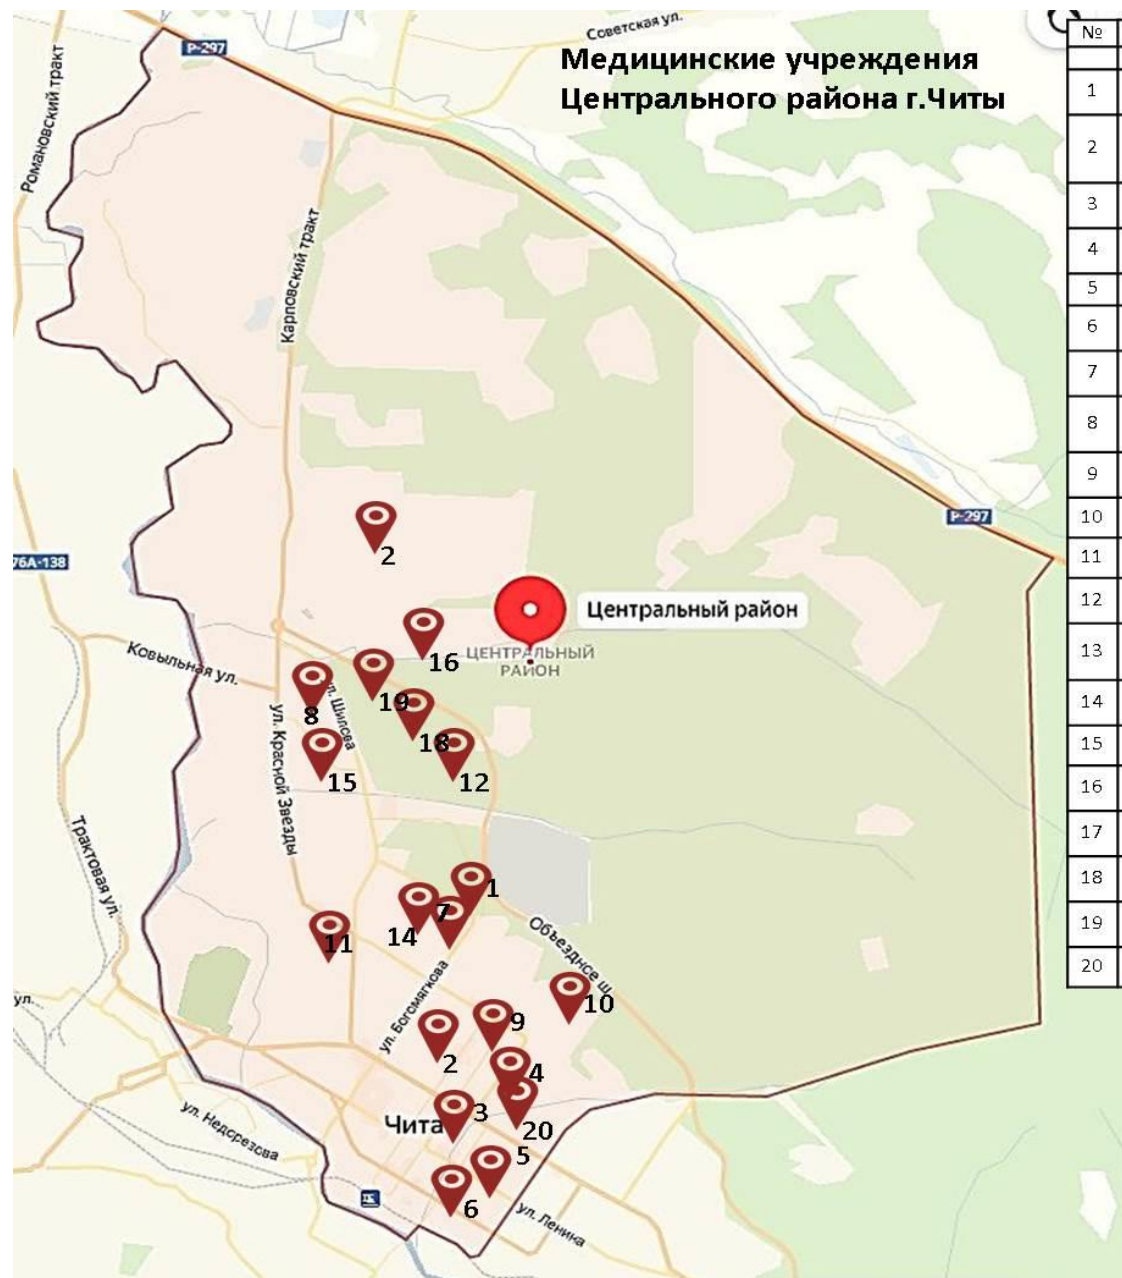 Советская ул.
Р-297
Медицинские учреждения
Центрального района г.Читы
Романовский тракт
Карповский тракт
Р-297
76А-138
2
Центральный район
16
ЦЕНТРАЛЬНЫЙ
РАЙОН
Ковыльная ул.
19
8
ул. Шилова
18
15
12
ул. Красной Звезды
Трактовая ул.
1
7
14
11
Объездное ш.
ул.
10
ул. Богомягкова
9
2
4
3
Чита
20
ул. Недорезова
5
6
ул. Ленина
№
1
2
3
4
5
6
7
8
9
10
11
12
13
14
15
16
17
18
19
20